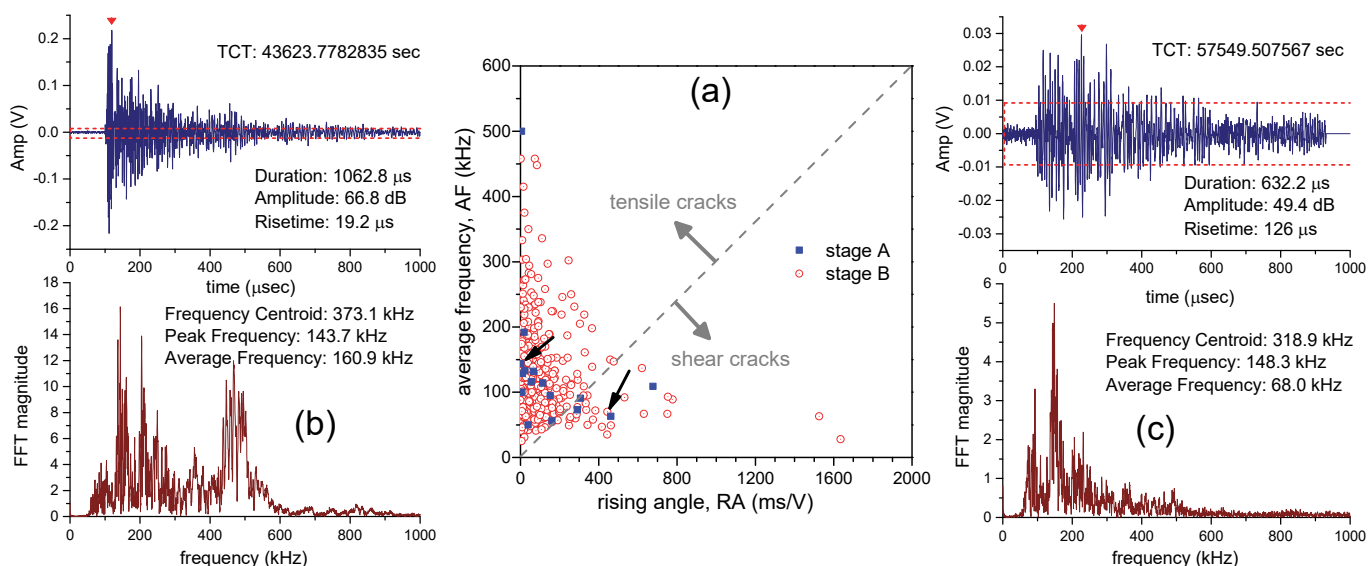 TCT: 43623.7782835 sec
0.2
0.1
0.0
-0.1
-0.2
Amp (V)
Duration: 1062.8 μs
Amplitude: 66.8 dB
Risetime: 19.2 μs
0 200 400 600 800 1000
time (μsec)
Frequency Centroid: 373.1 kHz
Peak Frequency: 143.7 kHz
Average Frequency: 160.9 kHz
18
16
14
12
10
8
6
4
2
0
FFT magnitude
(b)
0 200 400 600 800 1000
frequency (kHz)
(a)
600
500
400
300
200
100
0
average frequency, AF (kHz)
tensile cracks
stage A
stage B
shear cracks
0 400 800 1200 1600 2000
rising angle, RA (ms/V)
TCT: 57549.507567 sec
0.03
0.02
0.01
0.00
-0.01
-0.02
-0.03
Amp (V)
Duration: 632.2 μs
Amplitude: 49.4 dB
Risetime: 126 μs
0 200 400 600 800 1000
time (μsec)
Frequency Centroid: 318.9 kHz
Peak Frequency: 148.3 kHz
Average Frequency: 68.0 kHz
6
5
4
3
2
1
0
FFT magnitude
(c)
0 200 400 600 800 1000
frequency (kHz)